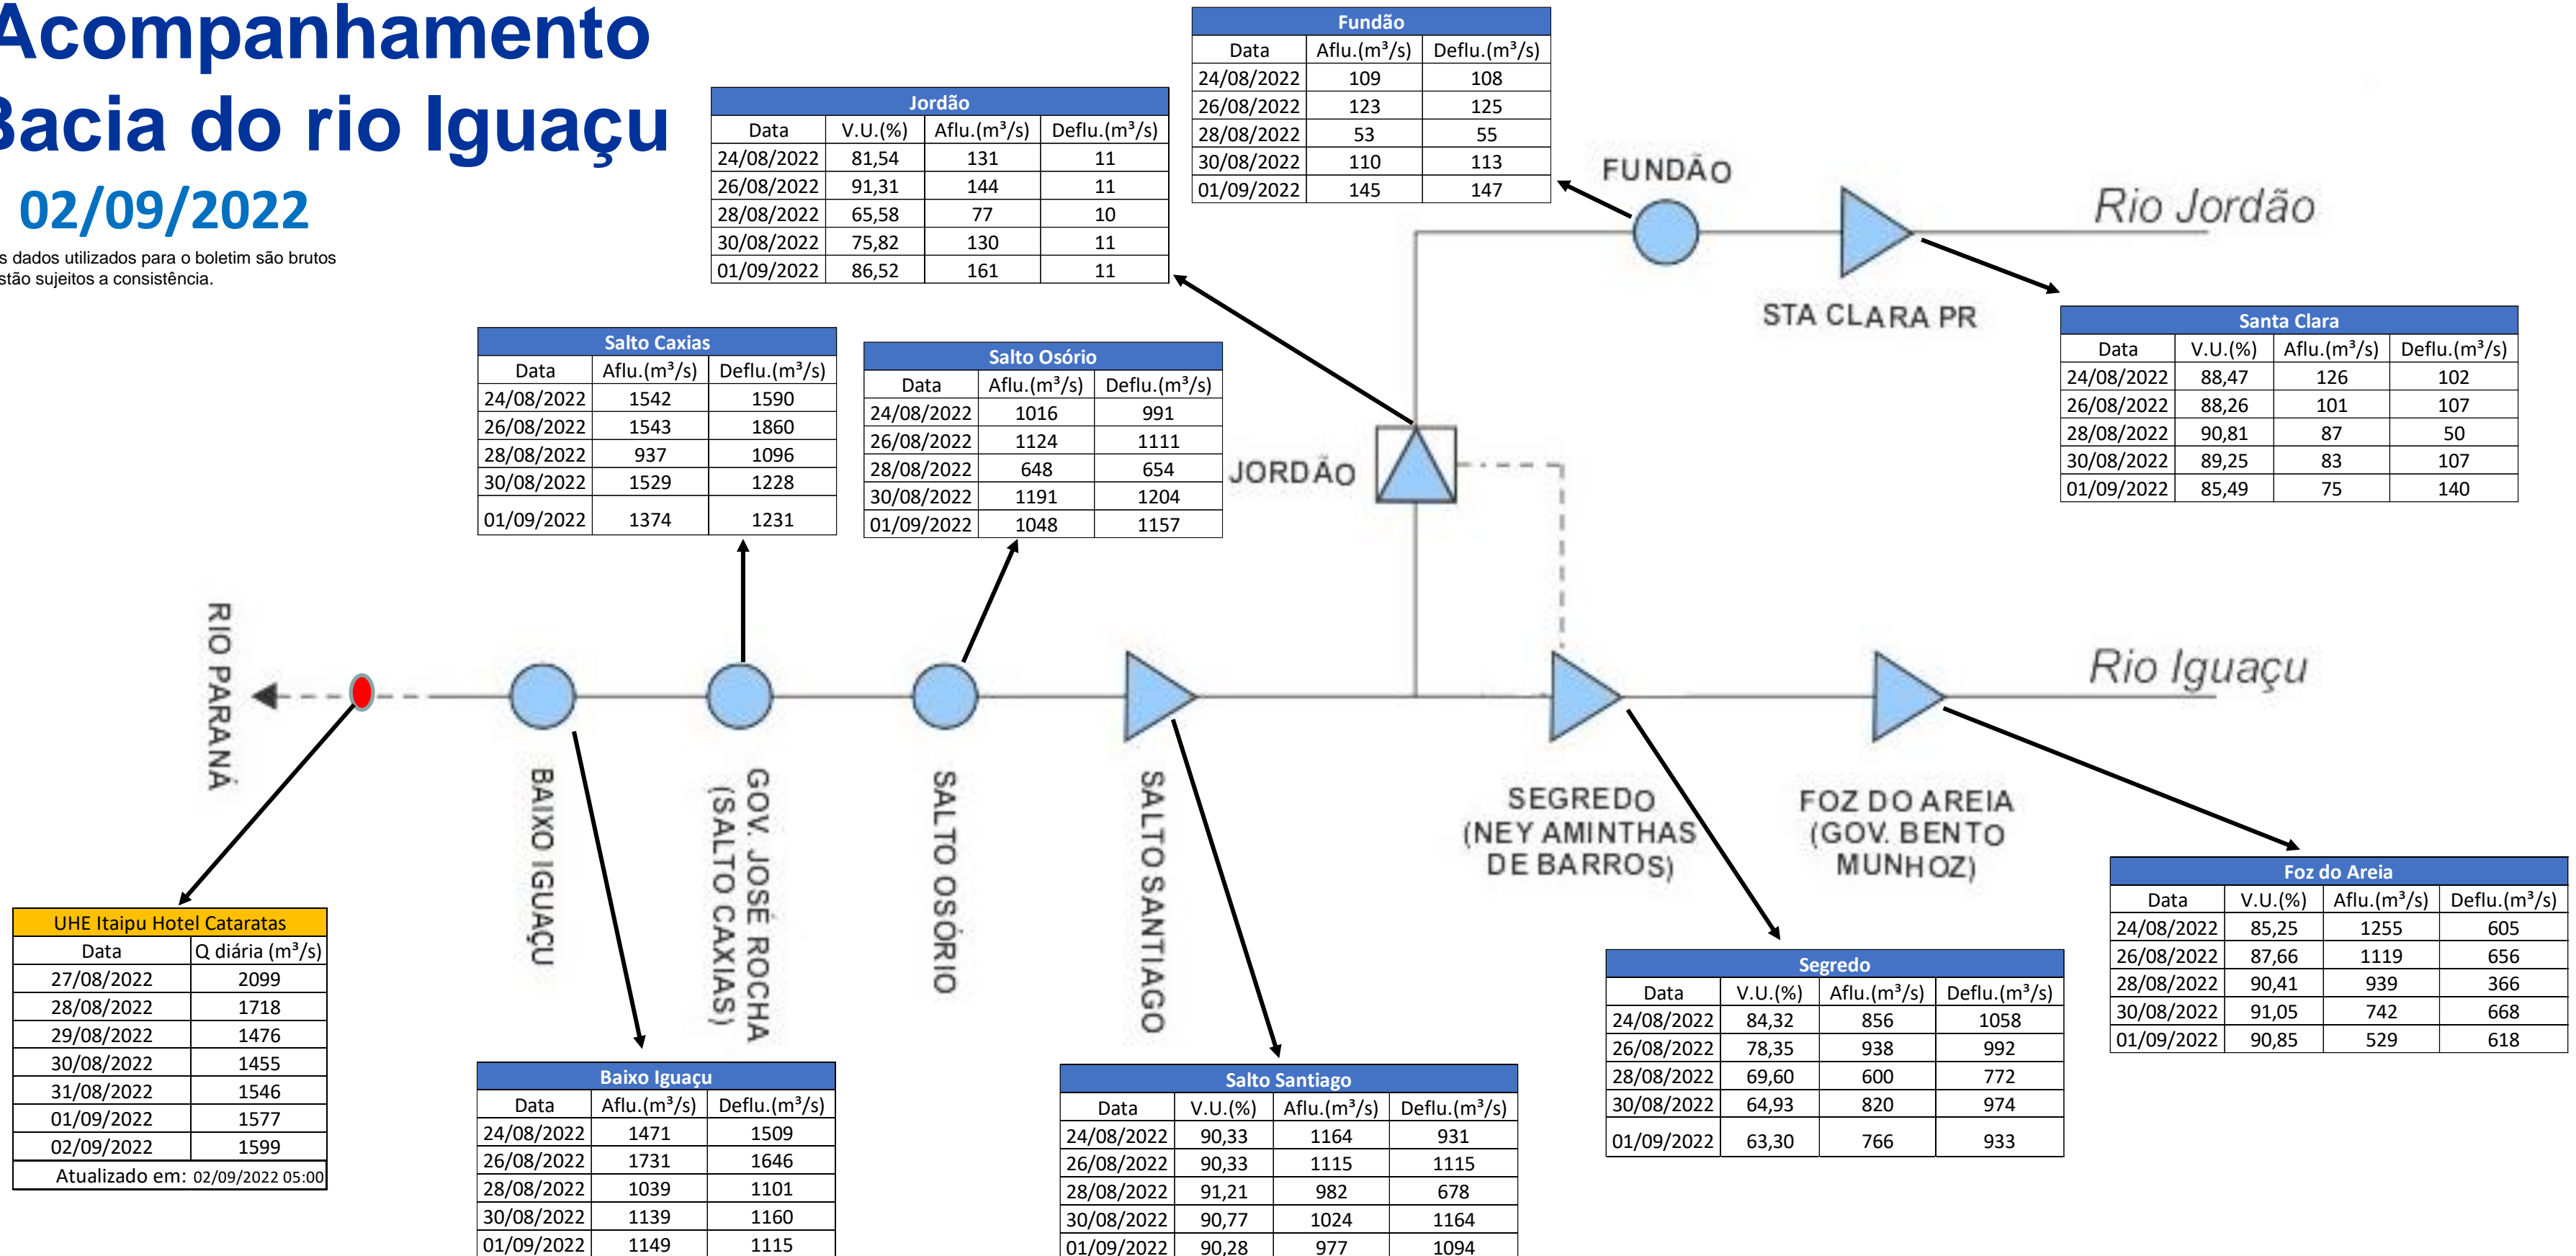 Acompanhamento
Bacia do rio Iguaçu
02/09/2022
s dados utilizados para o boletim são brutos
stão sujeitos a consistência.
Fundão
Data Aflu.(m³/s) Deflu.(m³/s)
24/08/2022 109 108
26/08/2022 123 125
28/08/2022 53 55
30/08/2022 110 113
01/09/2022 145 147
Jordão
Data V.U.(%) Aflu.(m³/s) Deflu.(m³/s)
24/08/2022 81,54 131 11
26/08/2022 91,31 144 11
28/08/2022 65,58 77 10
30/08/2022 75,82 130 11
01/09/2022 86,52 161 11
FUNDÃO
Rio Jordão
STA CLARA PR
Santa Clara
Data V.U.(%) Aflu.(m³/s) Deflu.(m³/s)
24/08/2022 88,47 126 102
26/08/2022 88,26 101 107
28/08/2022 90,81 87 50
30/08/2022 89,25 83 107
01/09/2022 85,49 75 140
Salto Caxias
Data Aflu.(m³/s) Deflu.(m³/s)
24/08/2022 1542 1590
26/08/2022 1543 1860
28/08/2022 937 1096
30/08/2022 1529 1228
01/09/2022 1374 1231
Salto Osório
Data Aflu.(m³/s) Deflu.(m³/s)
24/08/2022 1016 991
26/08/2022 1124 1111
28/08/2022 648 654
30/08/2022 1191 1204
01/09/2022 1048 1157
JORDÃO
RIO PARANÁ
Rio Iguaçu
BAIXO IGUAÇU
GOV. JOSÉ ROCHA
(SALTO CAXIAS)
SALTO OSÓRIO
SALTO SANTIAGO
SEGREDO
(NEY AMINTHAS
DE BARROS)
FOZ DO AREIA
(GOV. BENTO
MUNHOZ)
UHE Itaipu Hotel Cataratas
Data Q diária (m³/s)
27/08/2022 2099
28/08/2022 1718
29/08/2022 1476
30/08/2022 1455
31/08/2022 1546
01/09/2022 1577
02/09/2022 1599
Atualizado em: 02/09/2022 05:00
Baixo Iguaçu
Data Aflu.(m³/s) Deflu.(m³/s)
24/08/2022 1471 1509
26/08/2022 1731 1646
28/08/2022 1039 1101
30/08/2022 1139 1160
01/09/2022 1149 1115
Salto Santiago
Data V.U.(%) Aflu.(m³/s) Deflu.(m³/s)
24/08/2022 90,33 1164 931
26/08/2022 90,33 1115 1115
28/08/2022 91,21 982 678
30/08/2022 90,77 1024 1164
01/09/2022 90,28 977 1094
Segredo
Data V.U.(%) Aflu.(m³/s) Deflu.(m³/s)
24/08/2022 84,32 856 1058
26/08/2022 78,35 938 992
28/08/2022 69,60 600 772
30/08/2022 64,93 820 974
01/09/2022 63,30 766 933
Foz do Areia
Data V.U.(%) Aflu.(m³/s) Deflu.(m³/s)
24/08/2022 85,25 1255 605
26/08/2022 87,66 1119 656
28/08/2022 90,41 939 366
30/08/2022 91,05 742 668
01/09/2022 90,85 529 618